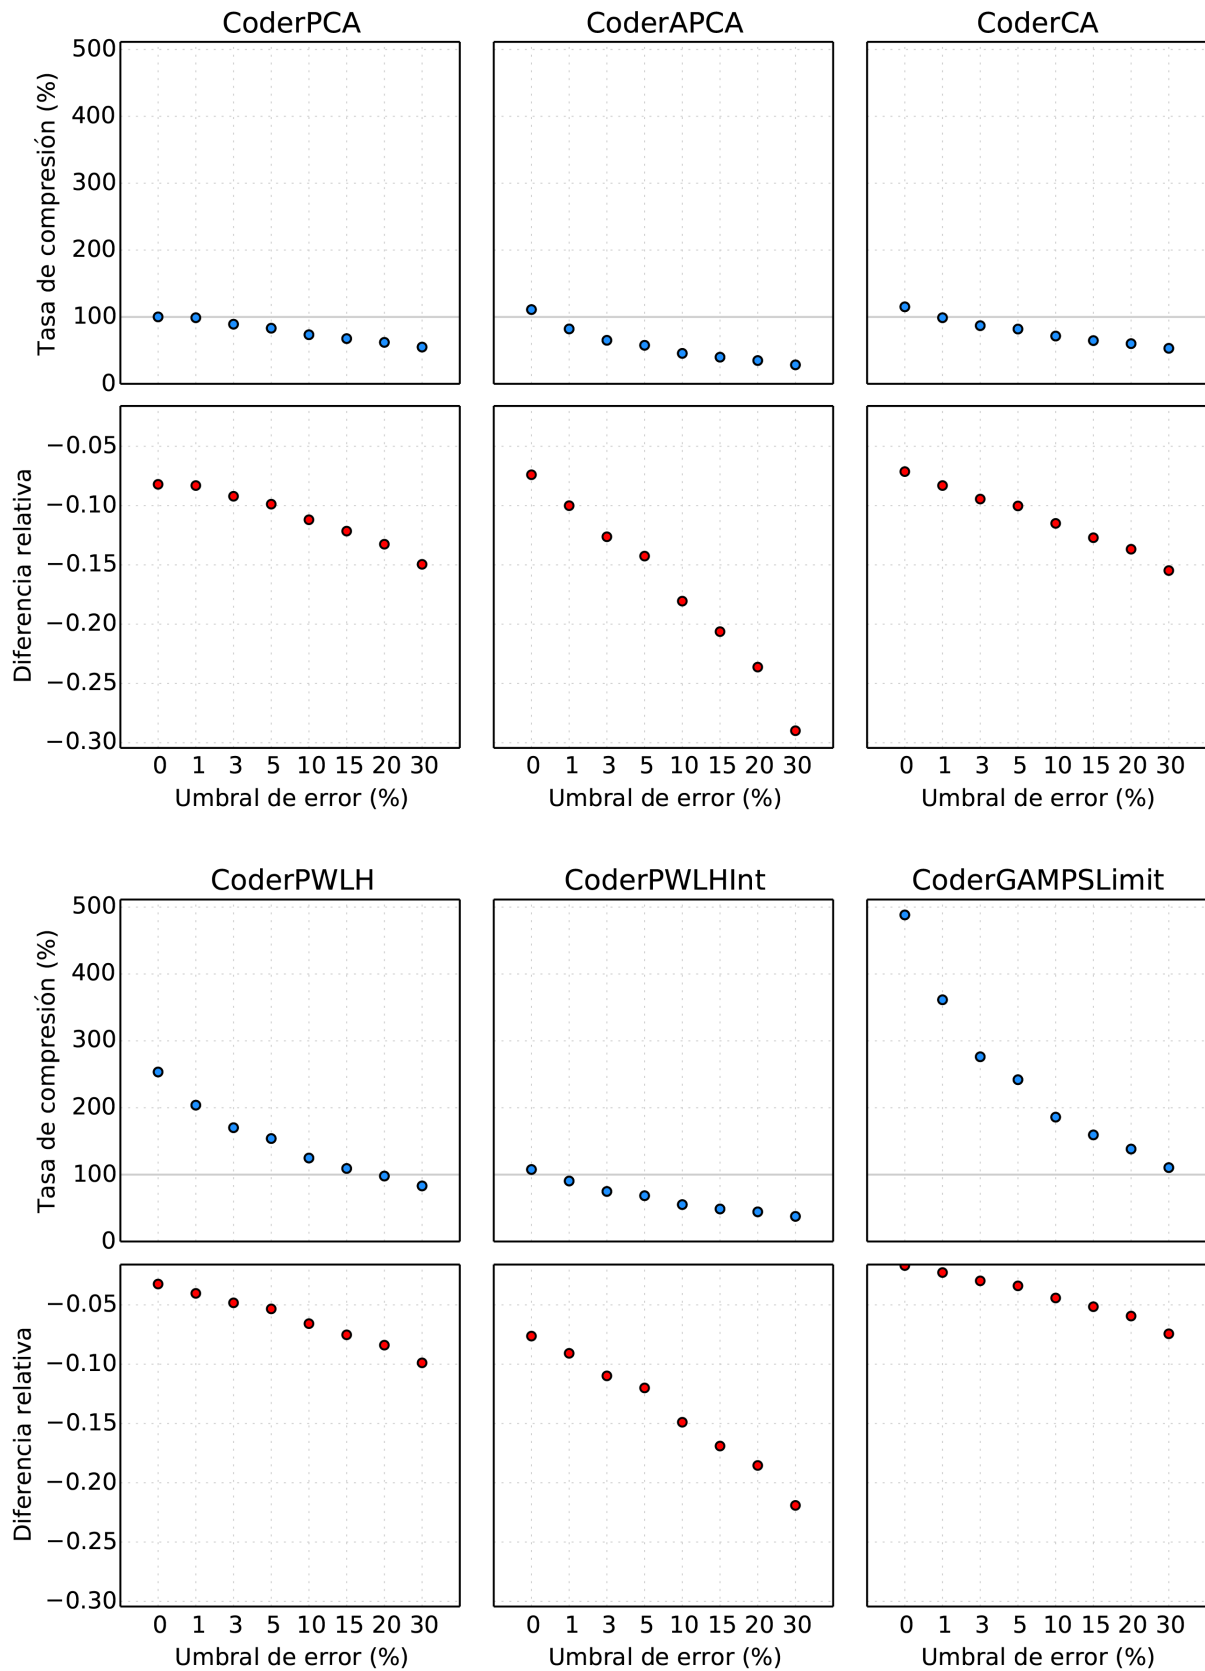 CoderPCA CoderAPCA CoderCA
Tasa de compresión (%)
500
400
300
200
100
0
Diferencia relativa
−0.05
−0.10
−0.15
−0.20
−0.25
−0.30
0 1 3 5 10 15 20 30 0 1 3 5 10 15 20 30 0 1 3 5 10 15 20 30
Umbral de error (%) Umbral de error (%) Umbral de error (%)
CoderPWLH CoderPWLHInt CoderGAMPSLimit
Tasa de compresión (%)
500
400
300
200
100
0
Diferencia relativa
−0.05
−0.10
−0.15
−0.20
−0.25
−0.30
0 1 3 5 10 15 20 30 0 1 3 5 10 15 20 30 0 1 3 5 10 15 20 30
Umbral de error (%) Umbral de error (%) Umbral de error (%)